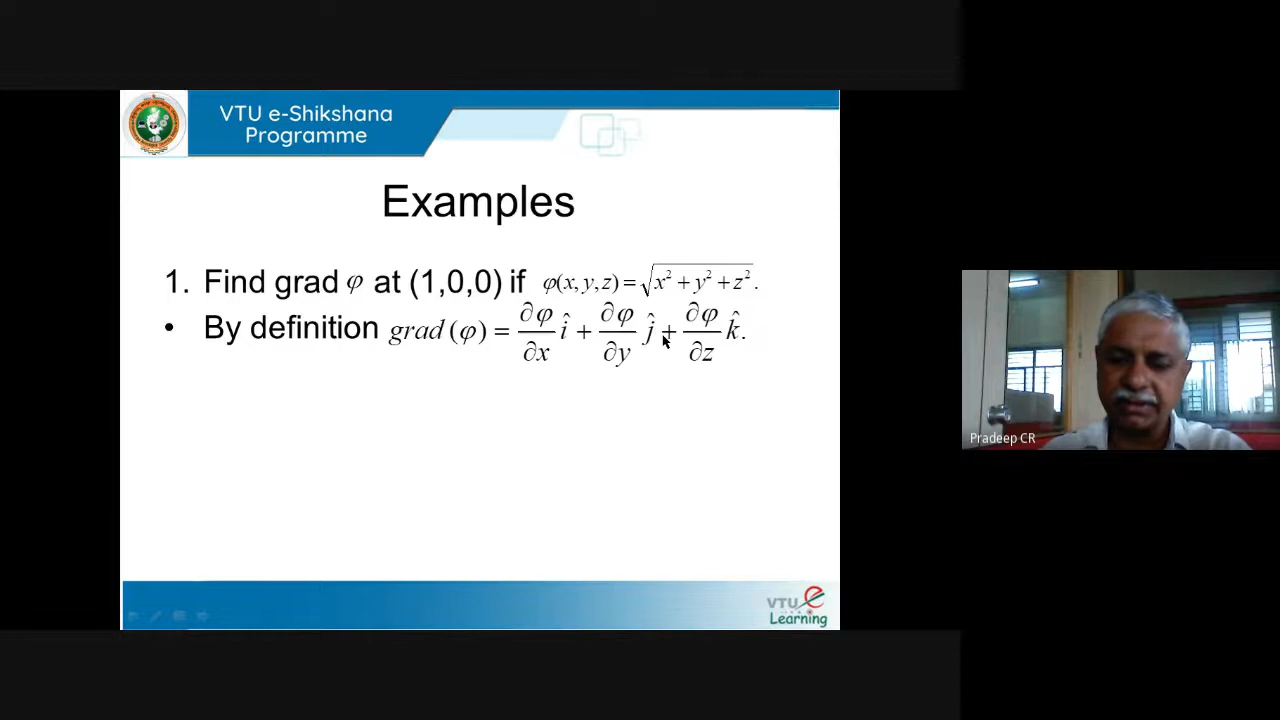 VTU e-Shikshana
Programme
Examples
1. Find grad φ at (1,0,0) if φ(x, y, z) = √x² + y² + z² .
• By definition grad (φ) = ∂φ/∂x î + ∂φ/∂y ĵ + ∂φ/∂z k̂.
Pradeep CR
VTU e
Learning